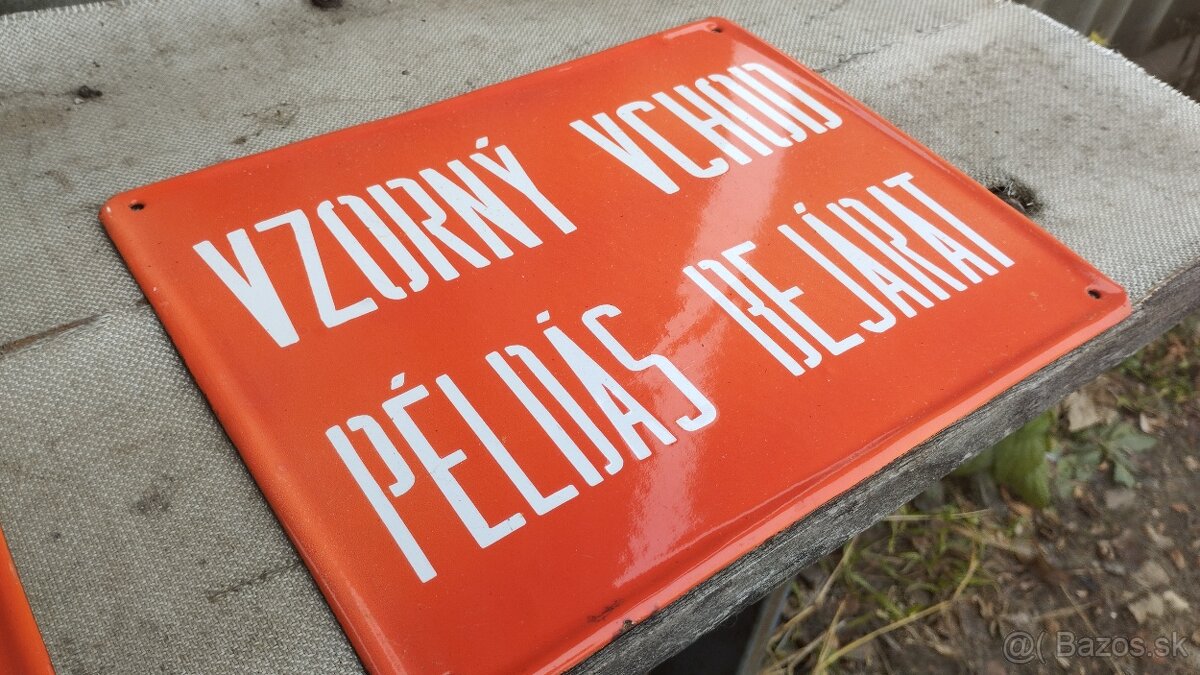 VZORNÝ VCHOD
PÉLDÁS BEJÁRAT
@( Bazos.sk